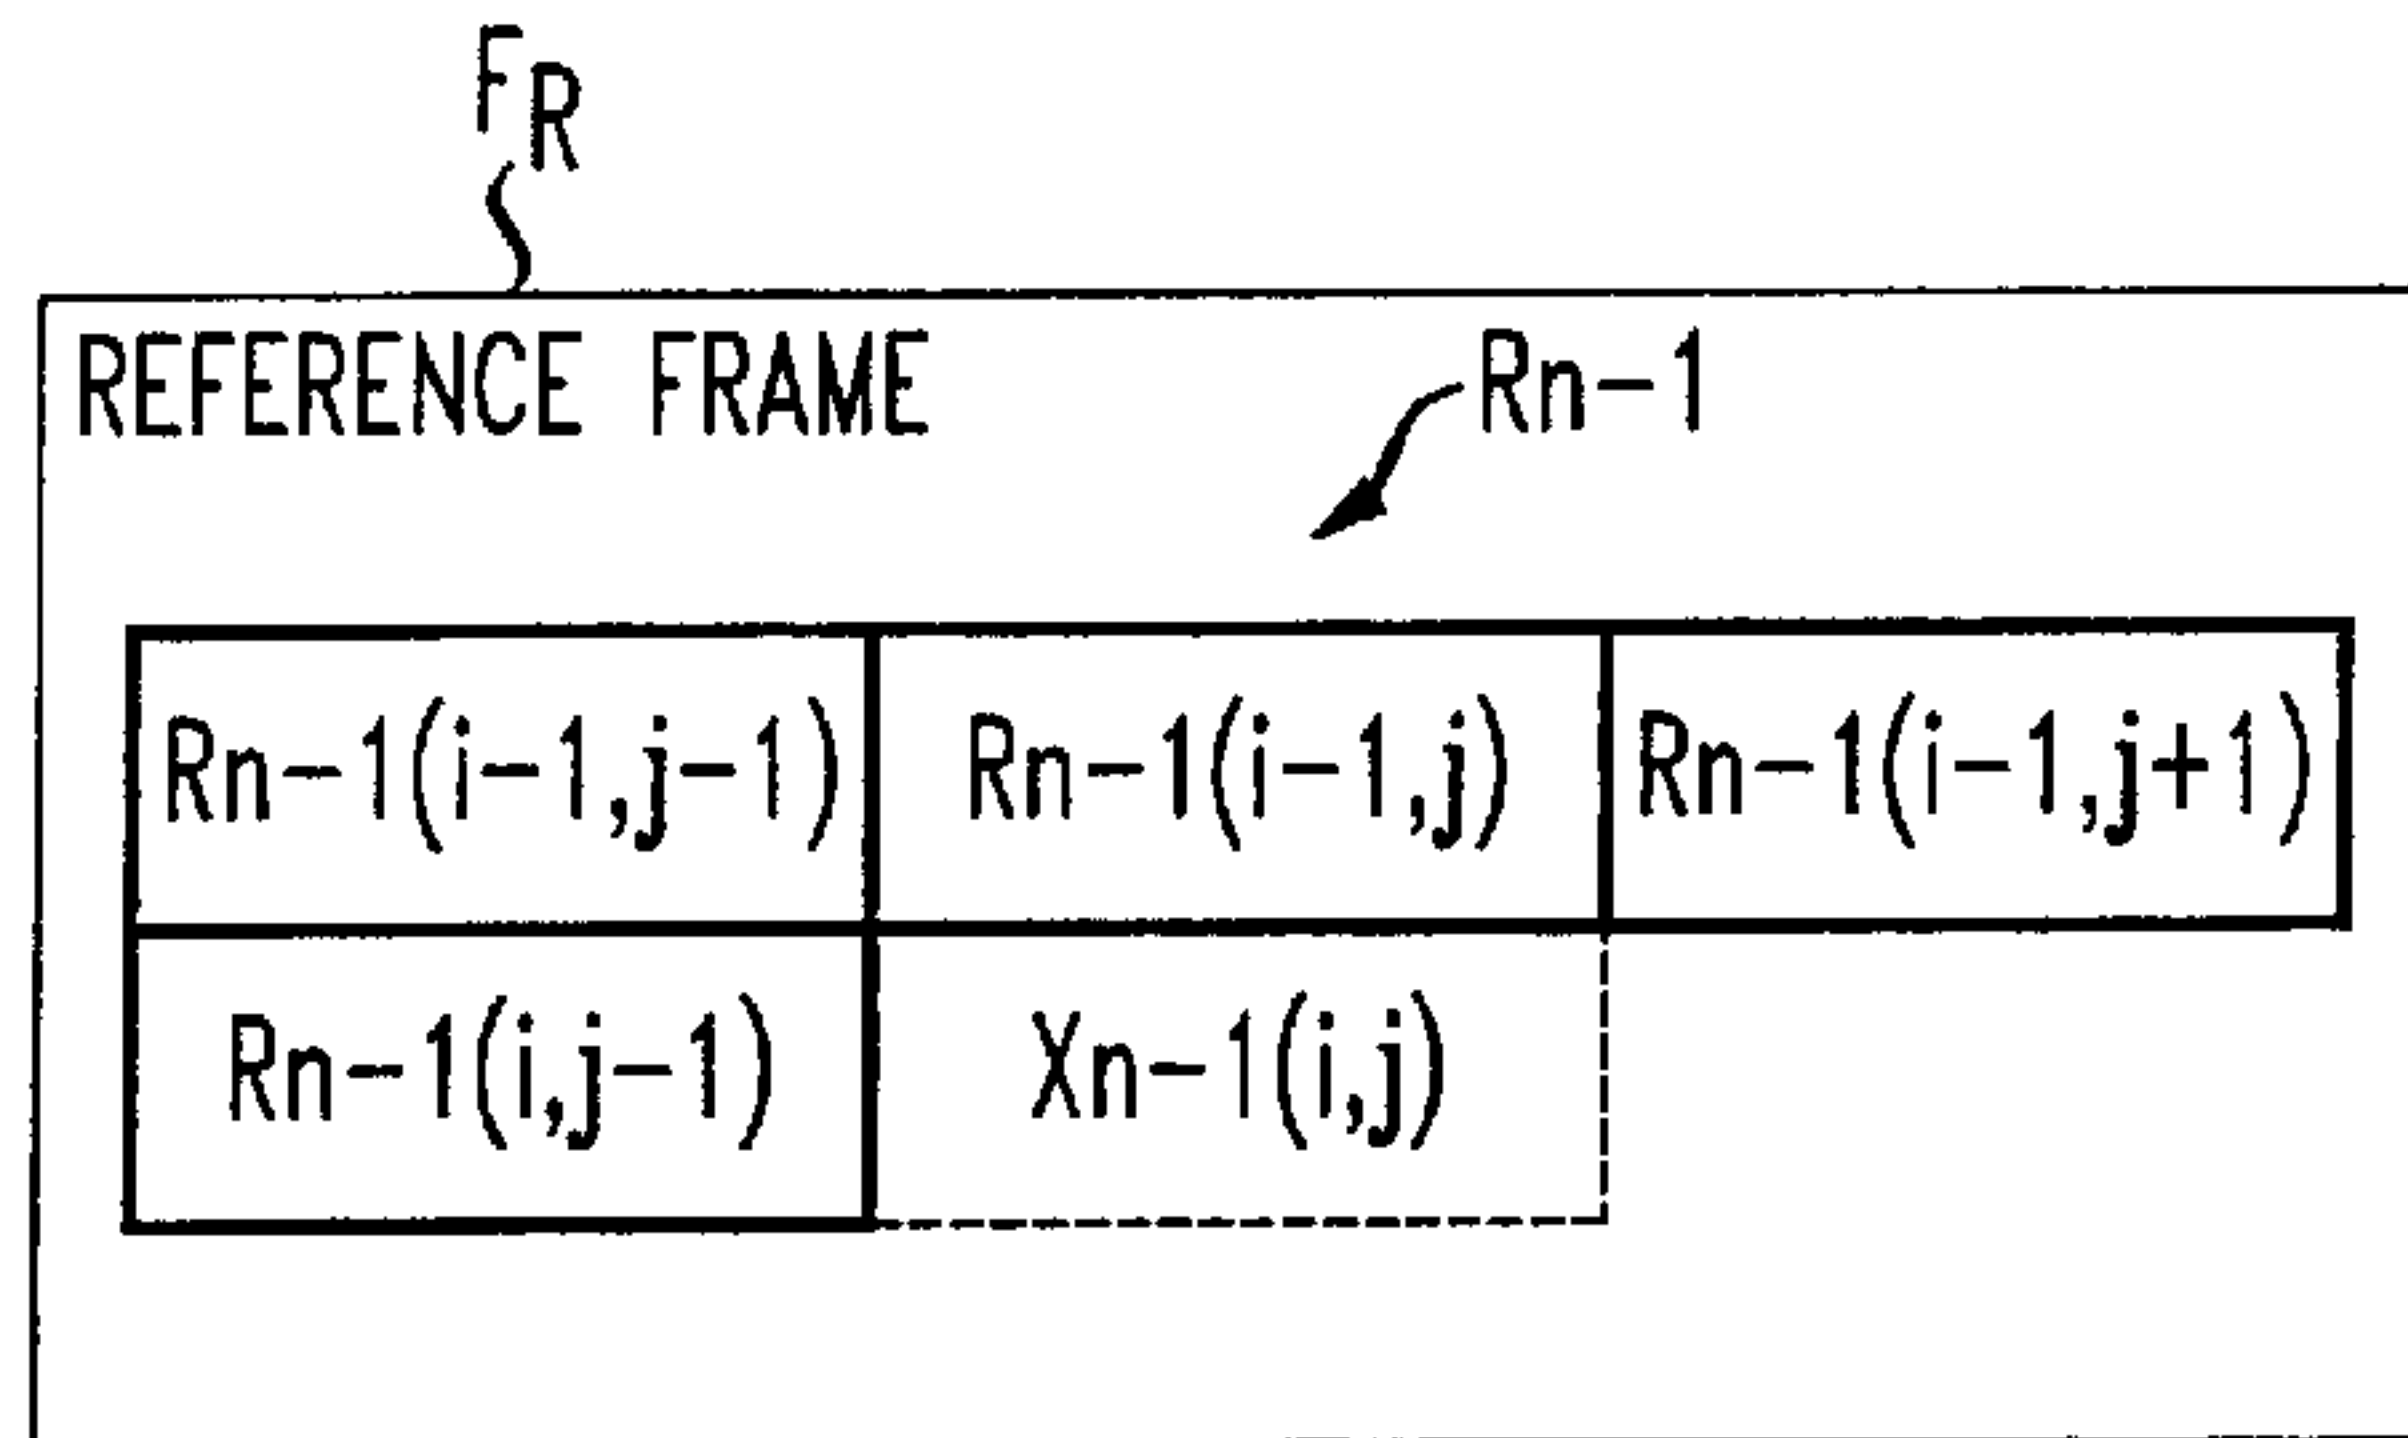 FR
REFERENCE FRAME
Rn-1
Rn-1(i-1,j-1)
Rn-1(i-1,j)
Rn-1(i-1,j+1)
Rn-1(i,j-1)
Xn-1(i,j)